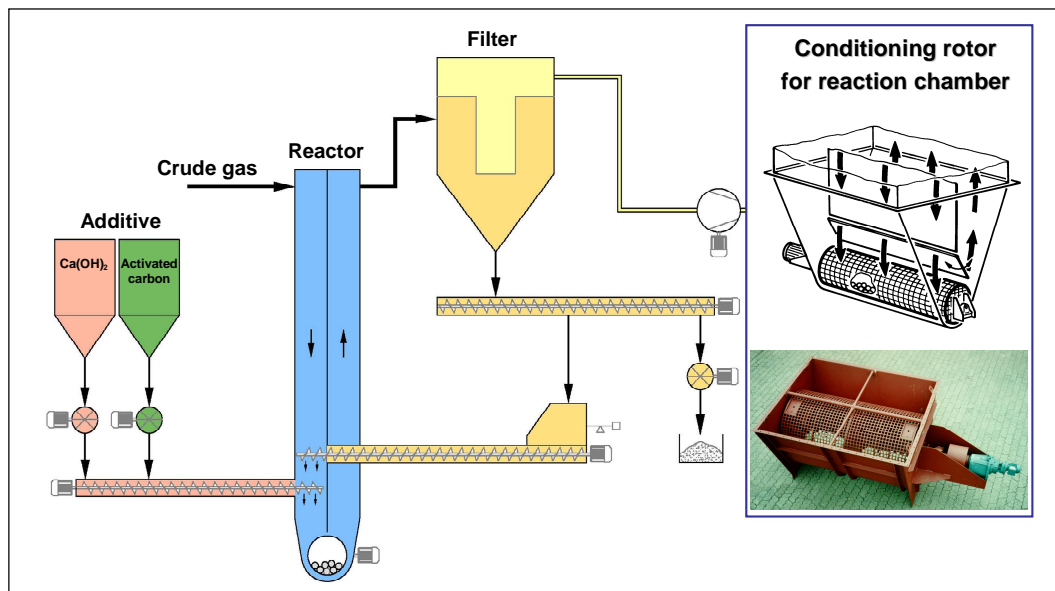 Filter
Conditioning rotor
for reaction chamber
Reactor
Crude gas
Additive
Ca(OH)₂
Activated
carbon